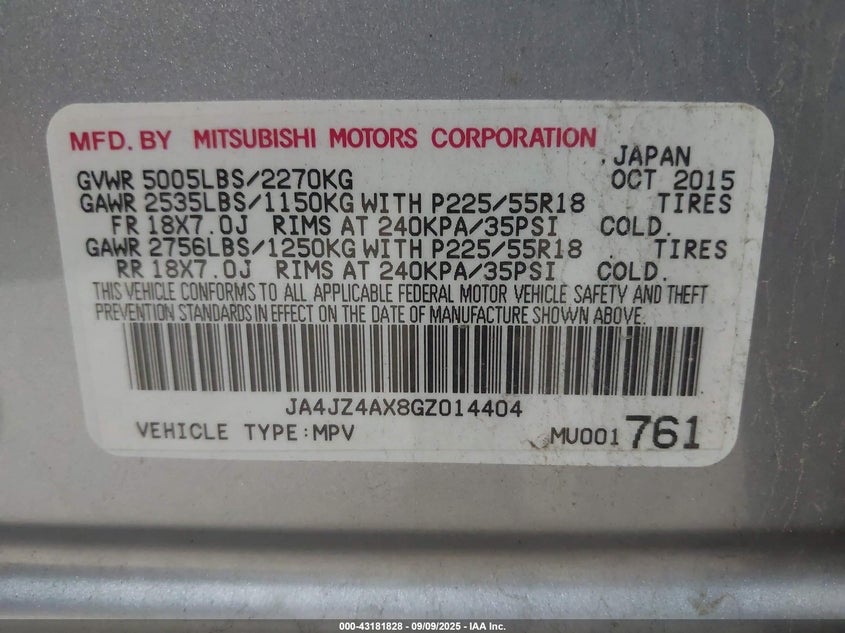 MFD. BY MITSUBISHI MOTORS CORPORATION
JAPAN
GVWR 5005LBS/2270KG OCT 2015
GAWR 2535LBS/1150KG WITH P225/55R18 TIRES
FR 18X7.0J RIMS AT 240KPA/35PSI COLD.
GAWR 2756LBS/1250KG WITH P225/55R18 TIRES
RR 18X7.0J RIMS AT 240KPA/35PSI COLD.
THIS VEHICLE CONFORMS TO ALL APPLICABLE FEDERAL MOTOR VEHICLE SAFETY AND THEFT
PREVENTION STANDARDS IN EFFECT ON THE DATE OF MANUFACTURE SHOWN ABOVE.
JA4JZ4AX8GZ014404
VEHICLE TYPE:MPV MU001 761
000-43181828 - 09/09/2025 - IAA Inc.